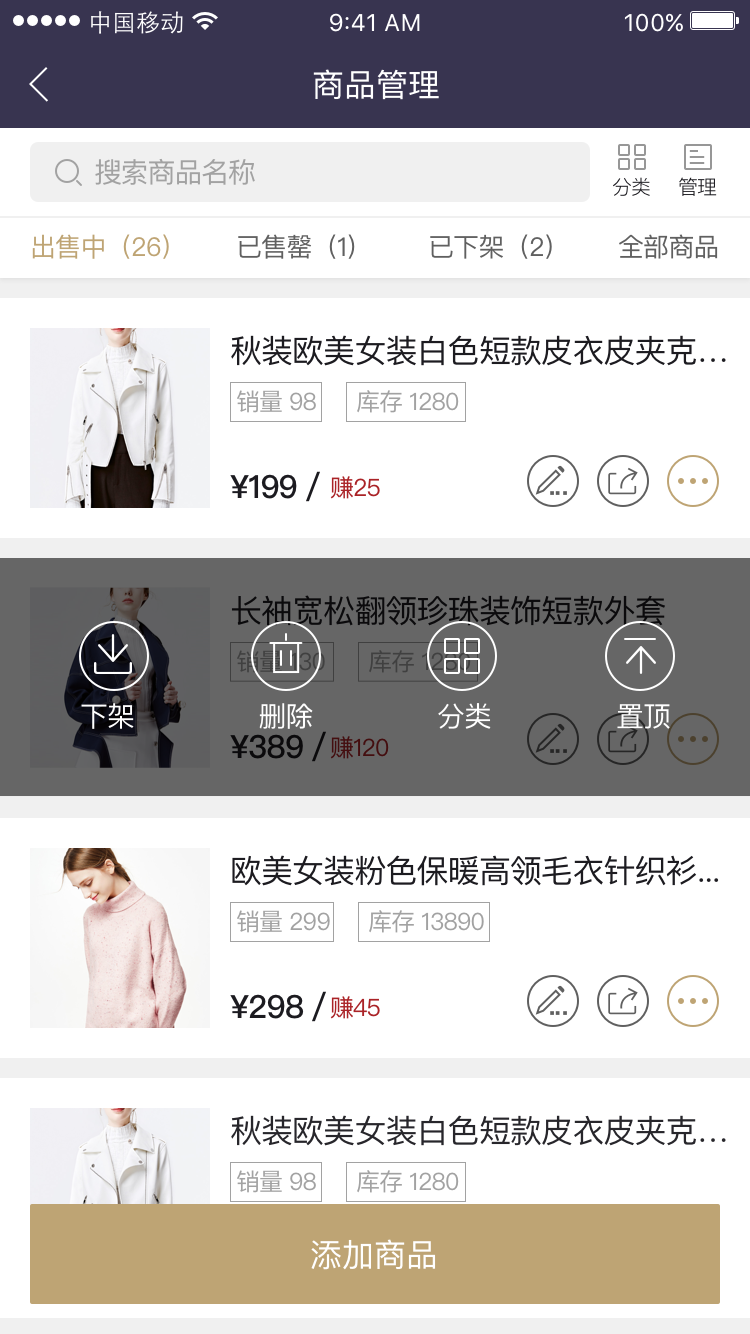 中国移动 9:41 AM 100%
商品管理
搜索商品名称 分类 管理
出售中（26） 已售罄（1） 已下架（2） 全部商品
秋装欧美女装白色短款皮衣皮夹克...
销量 98 库存 1280
¥199 / 赚25
长袖宽松翻领珍珠装饰短款外套
库存
下架 删除 分类 置顶
¥389 / 赚120
欧美女装粉色保暖高领毛衣针织衫...
销量 299 库存 13890
¥298 / 赚45
秋装欧美女装白色短款皮衣皮夹克...
销量 98 库存 1280
添加商品